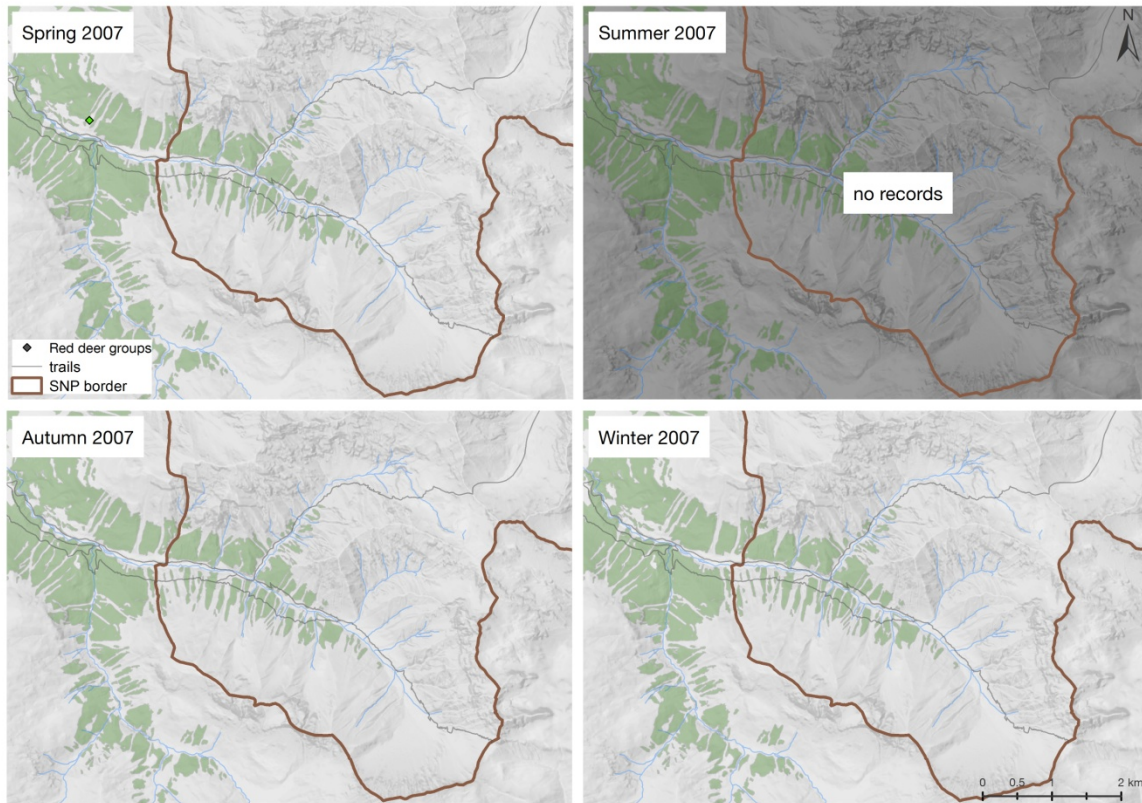 Spring 2007
Summer 2007
N
no records
Red deer groups
trails
SNP border
Autumn 2007
Winter 2007
0 0.5 1 2 km